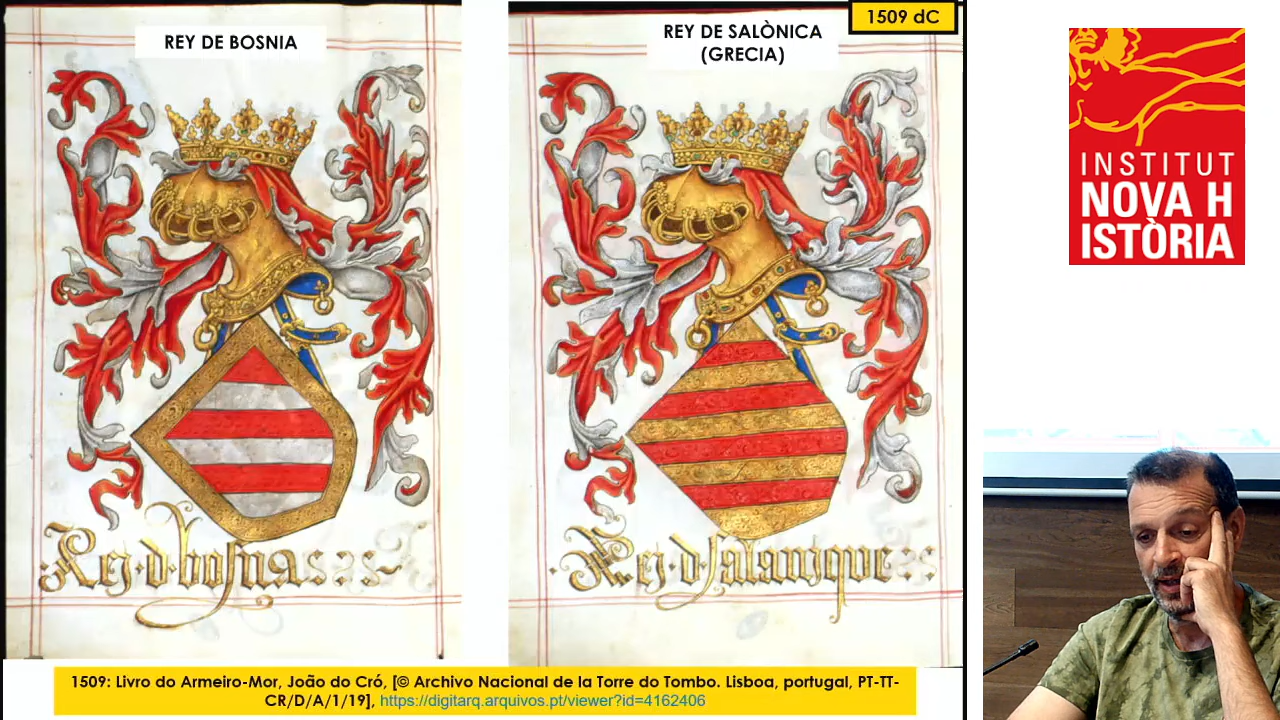 REY DE BOSNIA
REY DE SALÒNICA
(GRECIA)
1509 dC
INSTITUT
NOVA H
ISTÒRIA
Rej · d · bosnas
Rej · d · salanique
1509: Livro do Armeiro-Mor, João do Cró, [© Archivo Nacional de la Torre do Tombo. Lisboa, portugal, PT-TT-
CR/D/A/1/19], https://digitarq.arquivos.pt/viewer?id=4162406